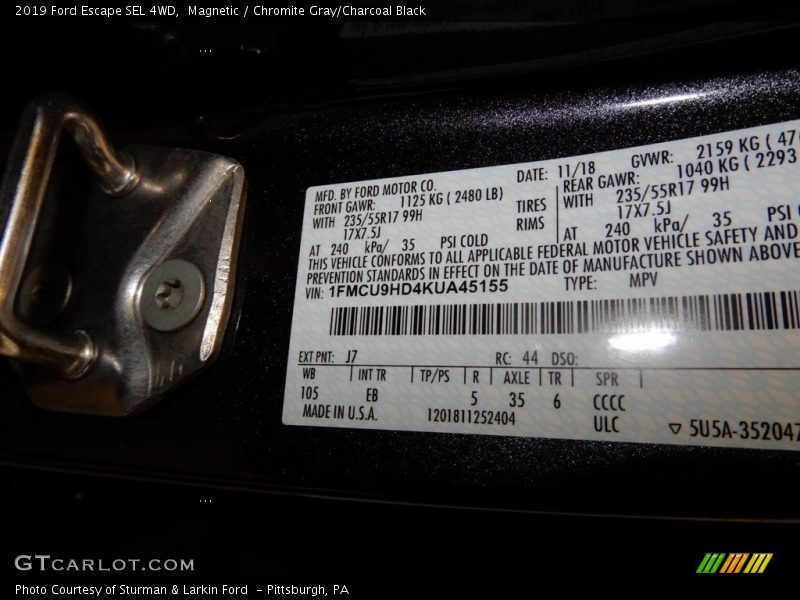 2019 Ford Escape SEL 4WD, Magnetic / Chromite Gray/Charcoal Black
MFD. BY FORD MOTOR CO. DATE: 11/18 GVWR: 2159 KG ( 47
FRONT GAWR: 1125 KG ( 2480 LB) REAR GAWR: 1040 KG ( 2293
WITH 235/55R17 99H TIRES WITH 235/55R17 99H
17X7.5J RIMS 17X7.5J
AT 240 kPa/ 35 PSI COLD AT 240 kPa/ 35 PSI
THIS VEHICLE CONFORMS TO ALL APPLICABLE FEDERAL MOTOR VEHICLE SAFETY AND
PREVENTION STANDARDS IN EFFECT ON THE DATE OF MANUFACTURE SHOWN ABOVE
VIN: 1FMCU9HD4KUA45155 TYPE: MPV
EXT PNT: J7 RC: 44 DSO:
WB INT TR TP/PS R AXLE TR SPR
105 EB 5 35 6 CCCC
MADE IN U.S.A. 1201811252404 ULC ▽ 5U5A-352047
GTCARLOT.COM
Photo Courtesy of Sturman & Larkin Ford - Pittsburgh, PA